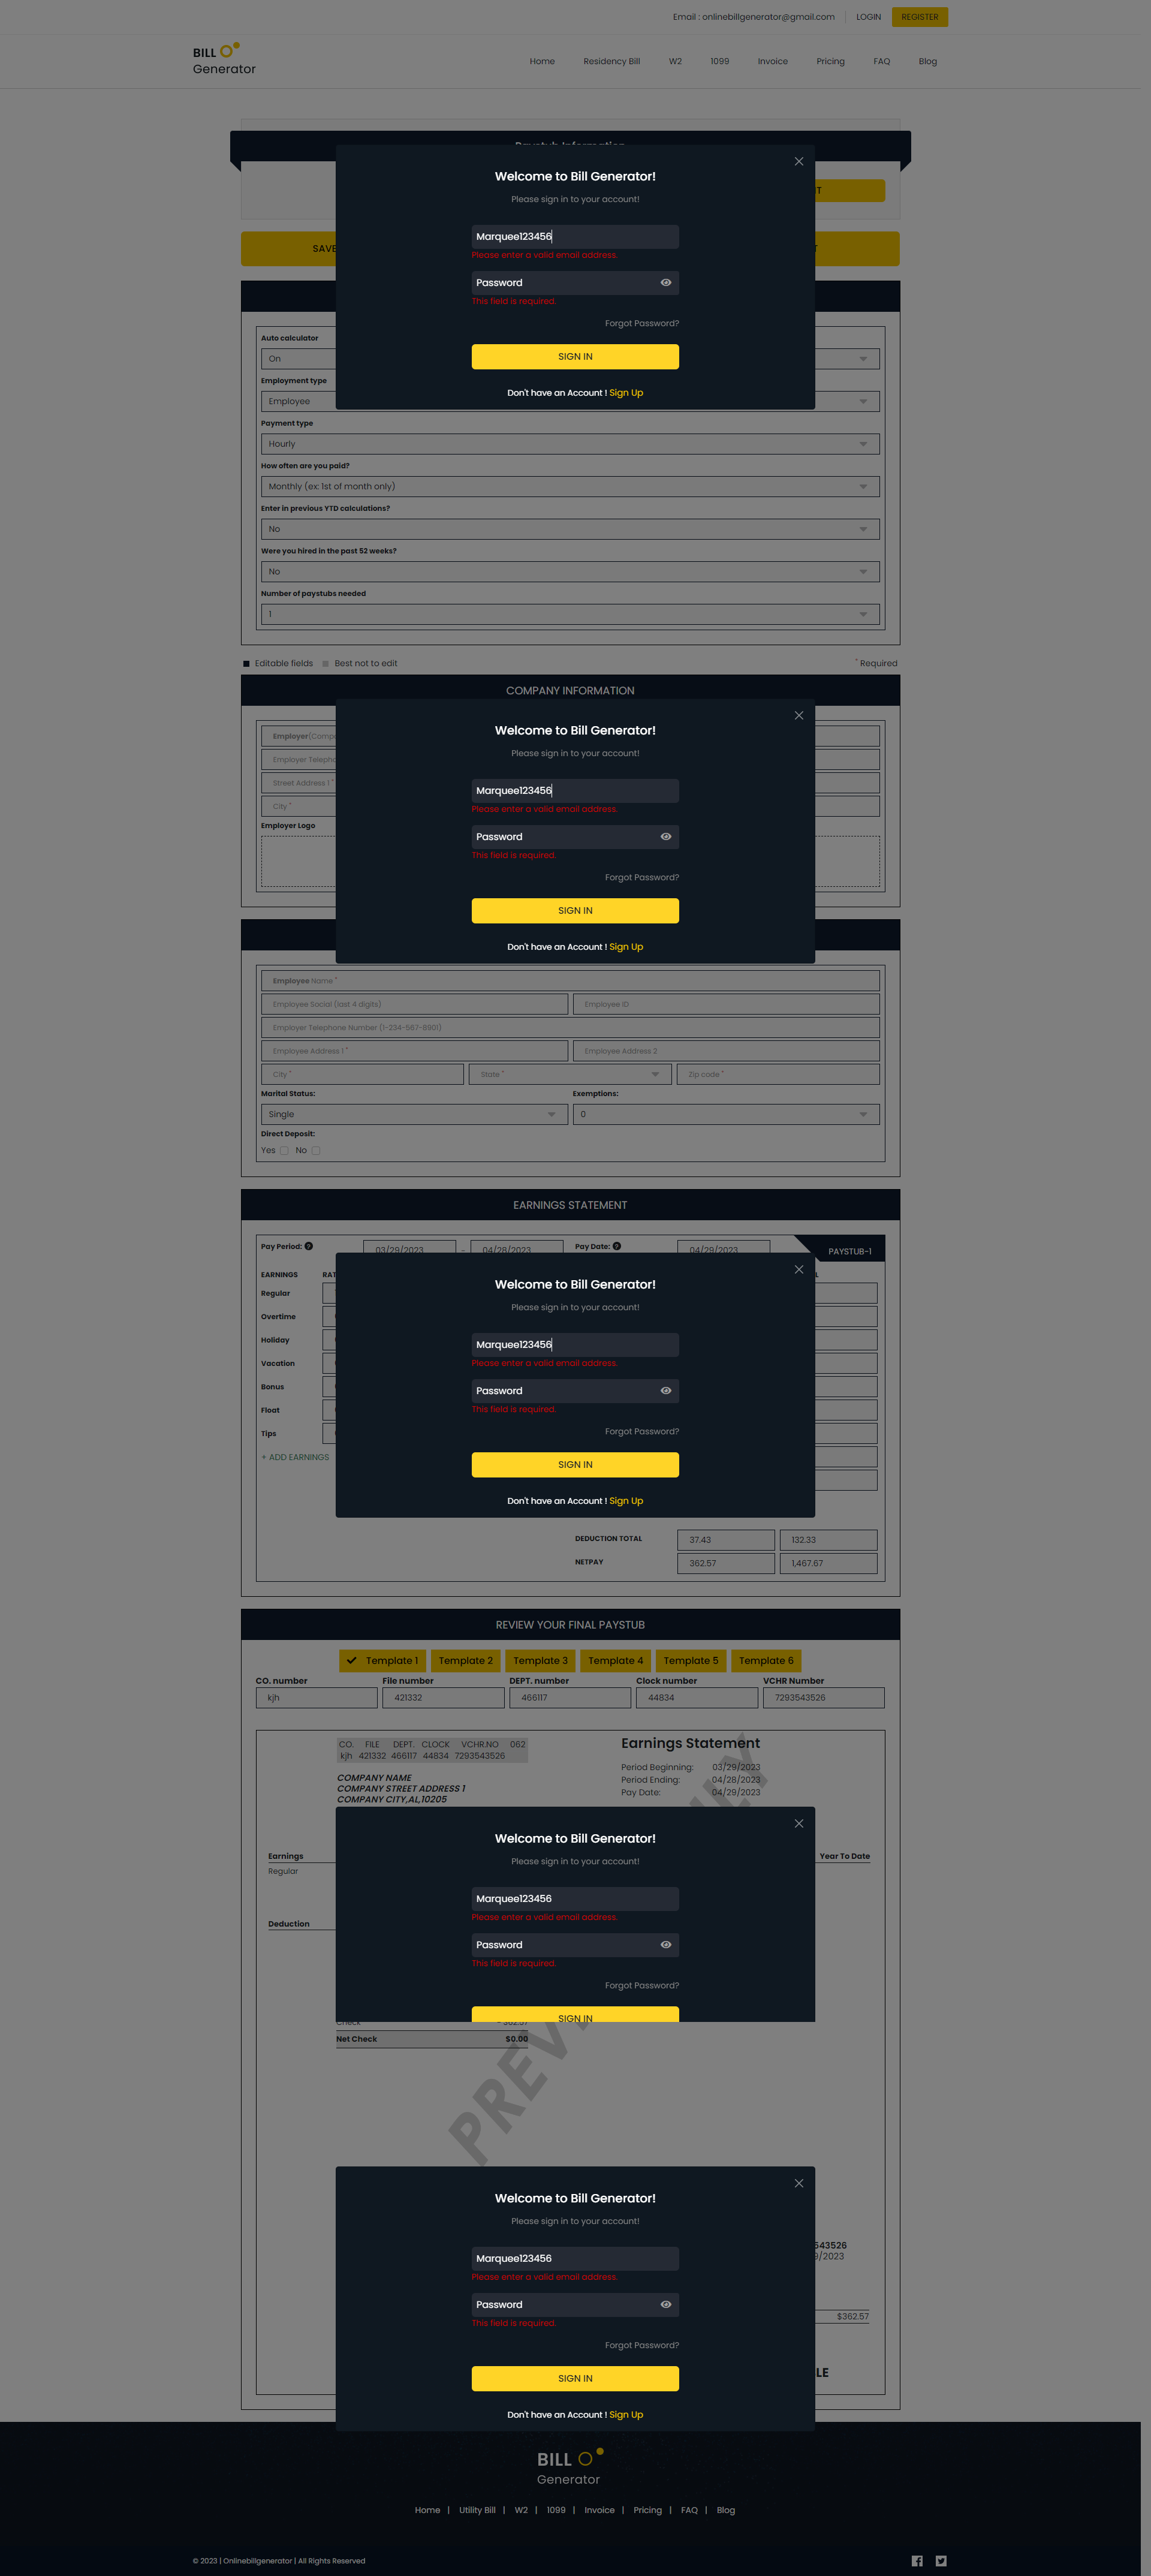 Email : onlinebillgenerator@gmail.com LOGIN REGISTER
BILL
Generator
Home Residency Bill W2 1099 Invoice Pricing FAQ Blog
Welcome to Bill Generator!
Please sign in to your account!
Marquee123456
Please enter a valid email address.
Password
This field is required.
Forgot Password?
SIGN IN
Don't have an Account ! Sign Up
SAVE
Auto calculator
On
Employment type
Employee
Payment type
Hourly
How often are you paid?
Monthly (ex: 1st of month only)
Enter in previous YTD calculations?
No
Were you hired in the past 52 weeks?
No
Number of paystubs needed
1
Editable fields Best not to edit * Required
COMPANY INFORMATION
Welcome to Bill Generator!
Please sign in to your account!
Marquee123456
Please enter a valid email address.
Password
This field is required.
Forgot Password?
SIGN IN
Don't have an Account ! Sign Up
Employer
Street Address 1 *
City *
Employer Logo
Employee Name *
Employee Social (last 4 digits) Employee ID
Employer Telephone Number (1-234-567-8901)
Employee Address 1 * Employee Address 2
City * State * Zip code *
Marital Status: Exemptions:
Single 0
Direct Deposit:
Yes No
EARNINGS STATEMENT
Pay Period: 03/29/2023 - 04/28/2023 Pay Date: 04/29/2023 PAYSTUB-1
EARNINGS
Regular
Overtime
Holiday
Vacation
Bonus
Float
Tips
+ ADD EARNINGS
Welcome to Bill Generator!
Please sign in to your account!
Marquee123456
Please enter a valid email address.
Password
This field is required.
Forgot Password?
SIGN IN
Don't have an Account ! Sign Up
DEDUCTION TOTAL 37.43 132.33
NETPAY 362.57 1,467.67
REVIEW YOUR FINAL PAYSTUB
Template 1 Template 2 Template 3 Template 4 Template 5 Template 6
CO. number File number DEPT. number Clock number VCHR Number
kjh 421332 466117 44834 7293543526
CO. FILE DEPT. CLOCK VCHR.NO 062
kjh 421332 466117 44834 7293543526
Earnings Statement
Period Beginning: 03/29/2023
Period Ending: 04/28/2023
Pay Date: 04/29/2023
COMPANY NAME
COMPANY STREET ADDRESS 1
COMPANY CITY,AL,10205
Earnings Year To Date
Regular
Deduction
Welcome to Bill Generator!
Please sign in to your account!
Marquee123456
Please enter a valid email address.
Password
This field is required.
Forgot Password?
SIGN IN
Net Check $0.00
Welcome to Bill Generator!
Please sign in to your account!
Marquee123456
Please enter a valid email address.
Password
This field is required.
Forgot Password?
SIGN IN
Don't have an Account ! Sign Up
543526
9/2023
$362.57
LE
BILL
Generator
Home | Utility Bill | W2 | 1099 | Invoice | Pricing | FAQ | Blog
© 2023 | Onlinebillgenerator | All Rights Reserved